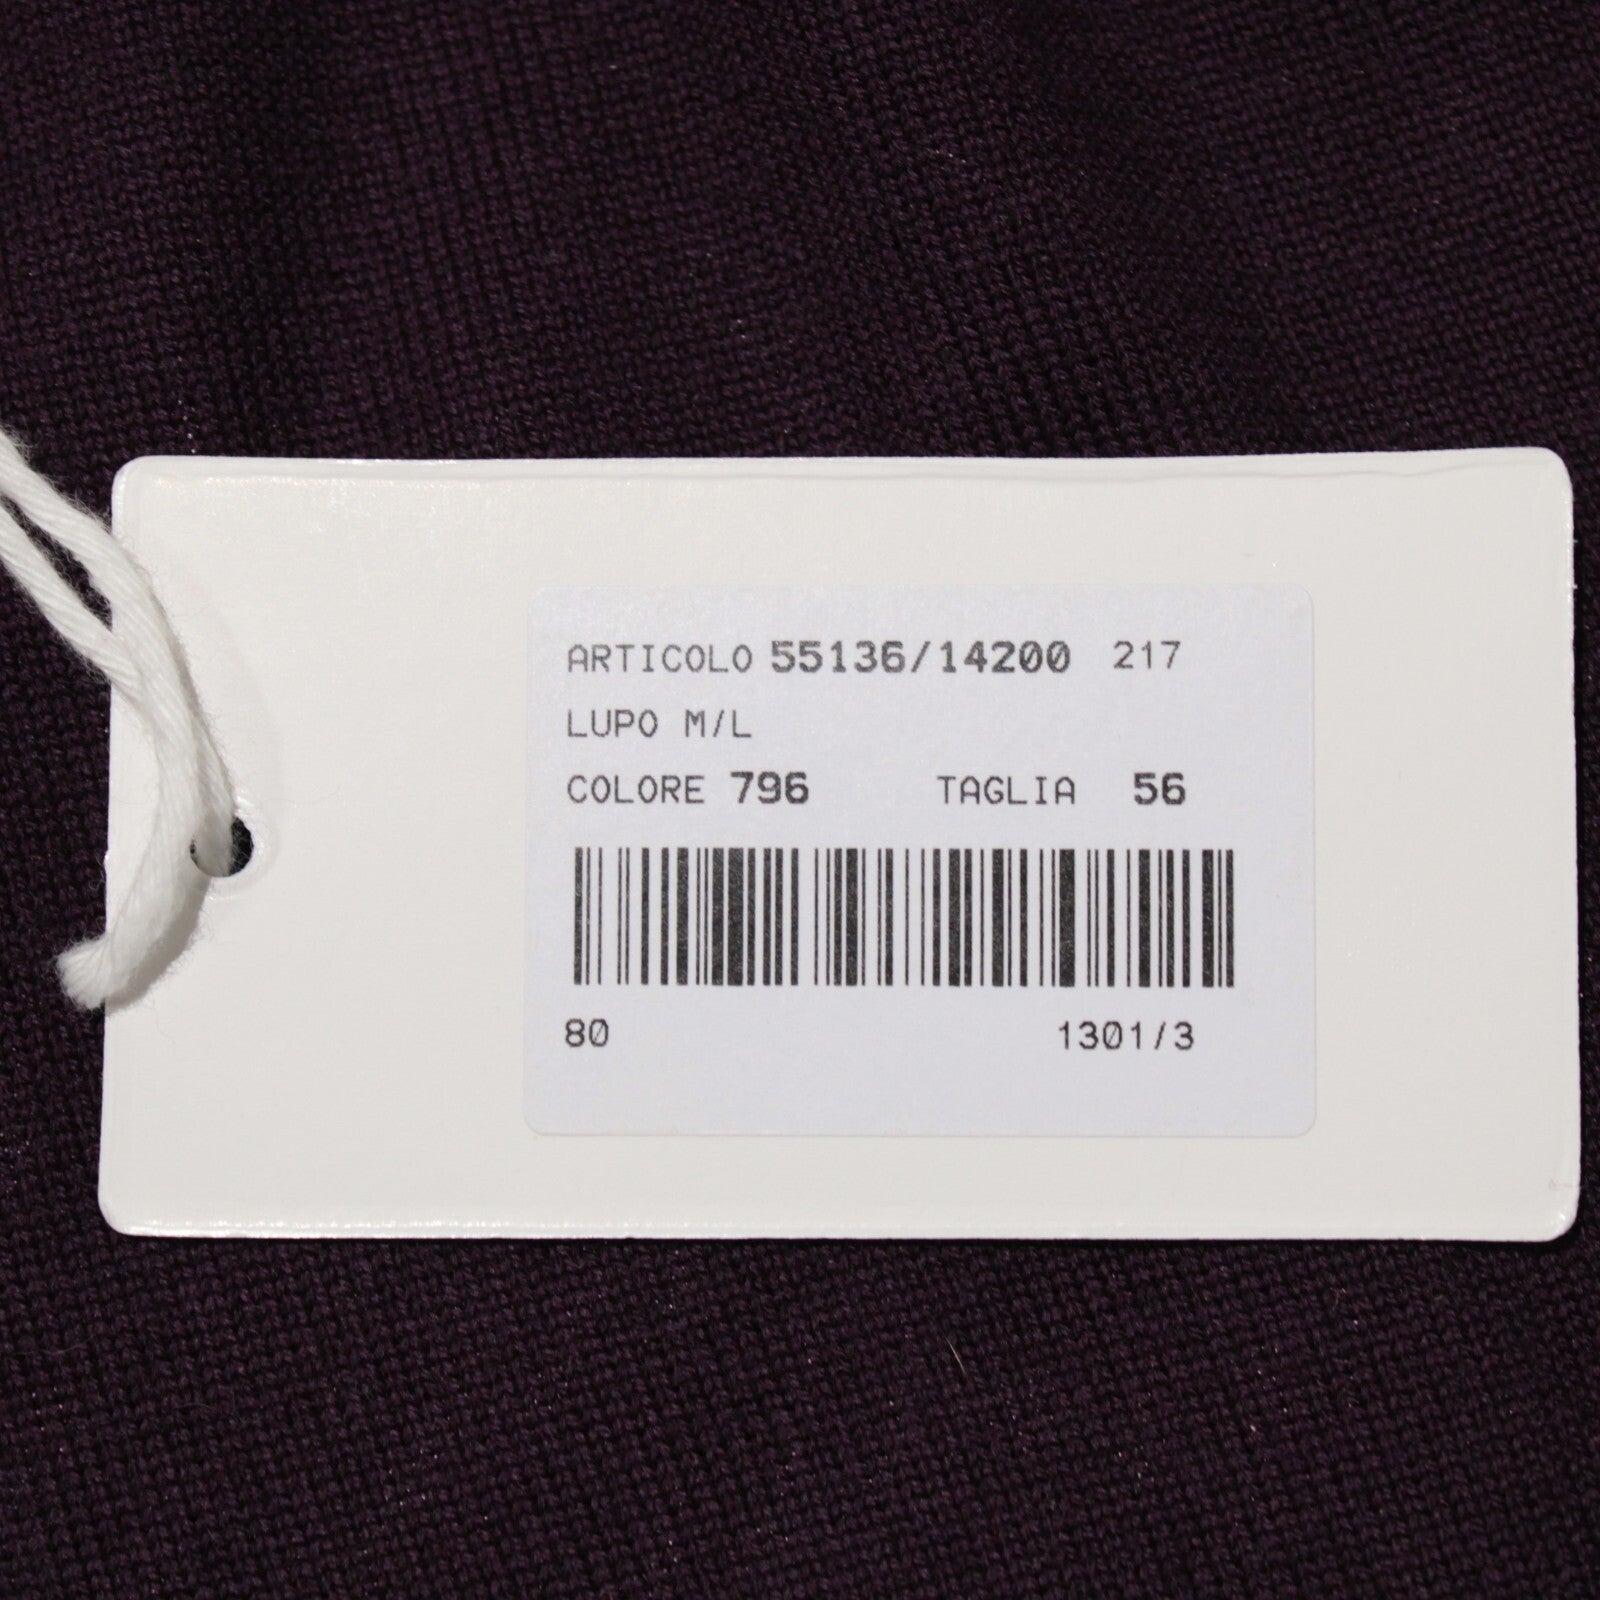 ARTICOLO 55136/14200 217
LUPO M/L
COLORE 796 TAGLIA 56
80 1301/3